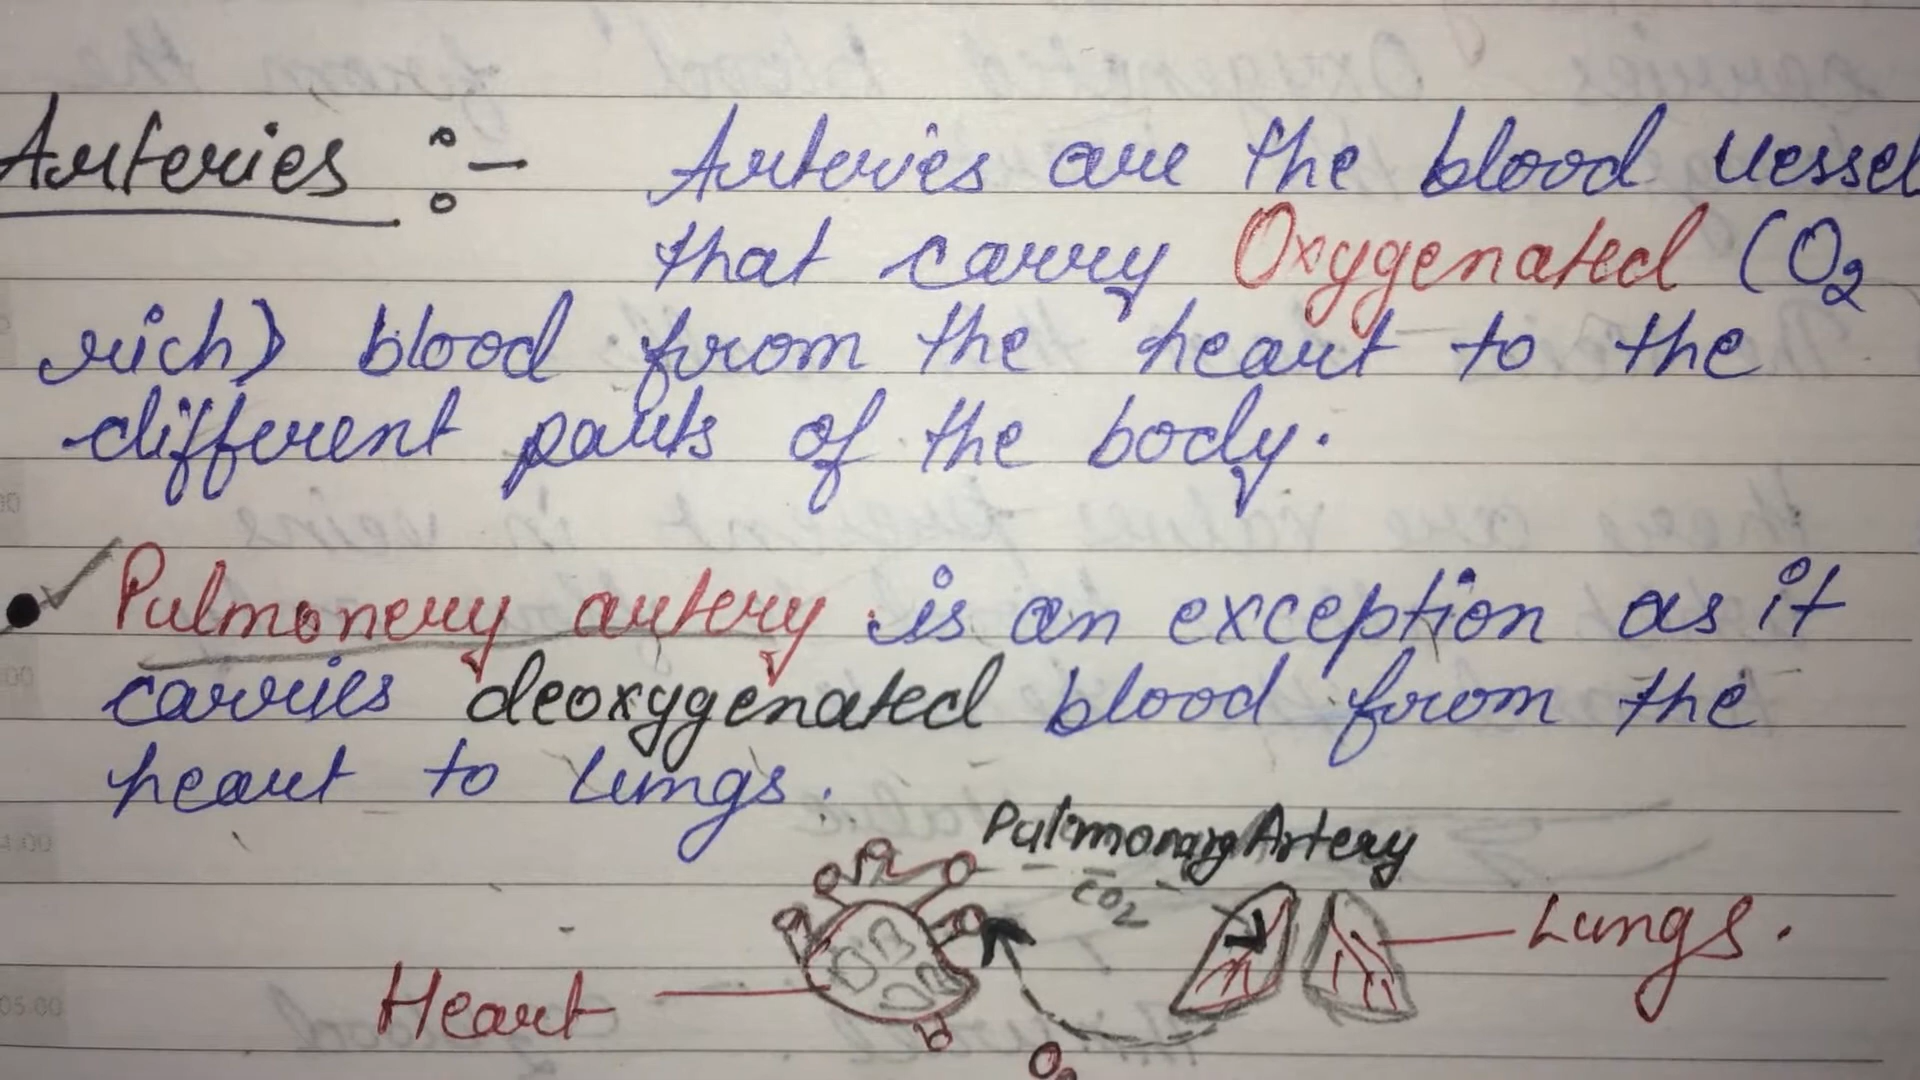 Arteries :- Arteries are the blood vessel
that carry Oxygenated (O2
rich) blood from the heart to the
different parts of the body.
Pulmonery artery is an exception as it
carries deoxygenated blood from the
heart to lungs.
Pulmonary Artery
CO2
Lungs.
Heart